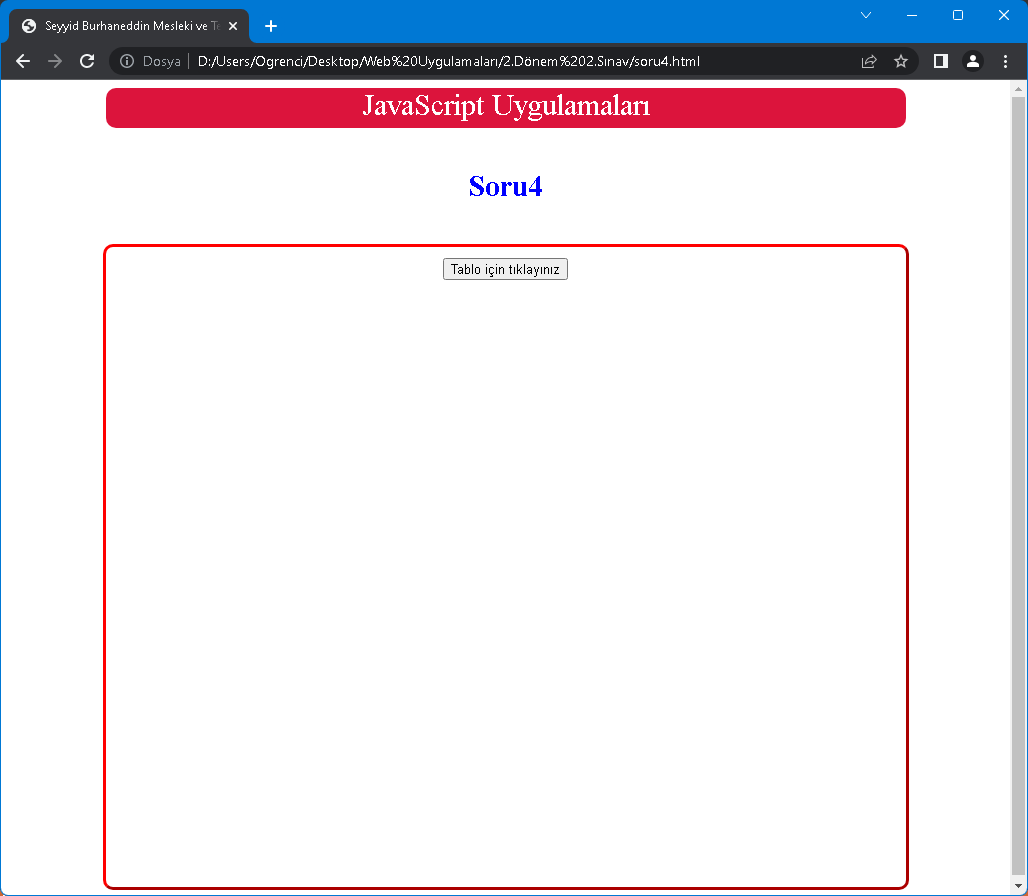 Seyyid Burhaneddin Mesleki ve Te
Dosya D:/Users/Ogrenci/Desktop/Web%20Uygulamaları/2.Dönem%202.Sınav/soru4.html
JavaScript Uygulamaları
Soru4
Tablo için tıklayınız